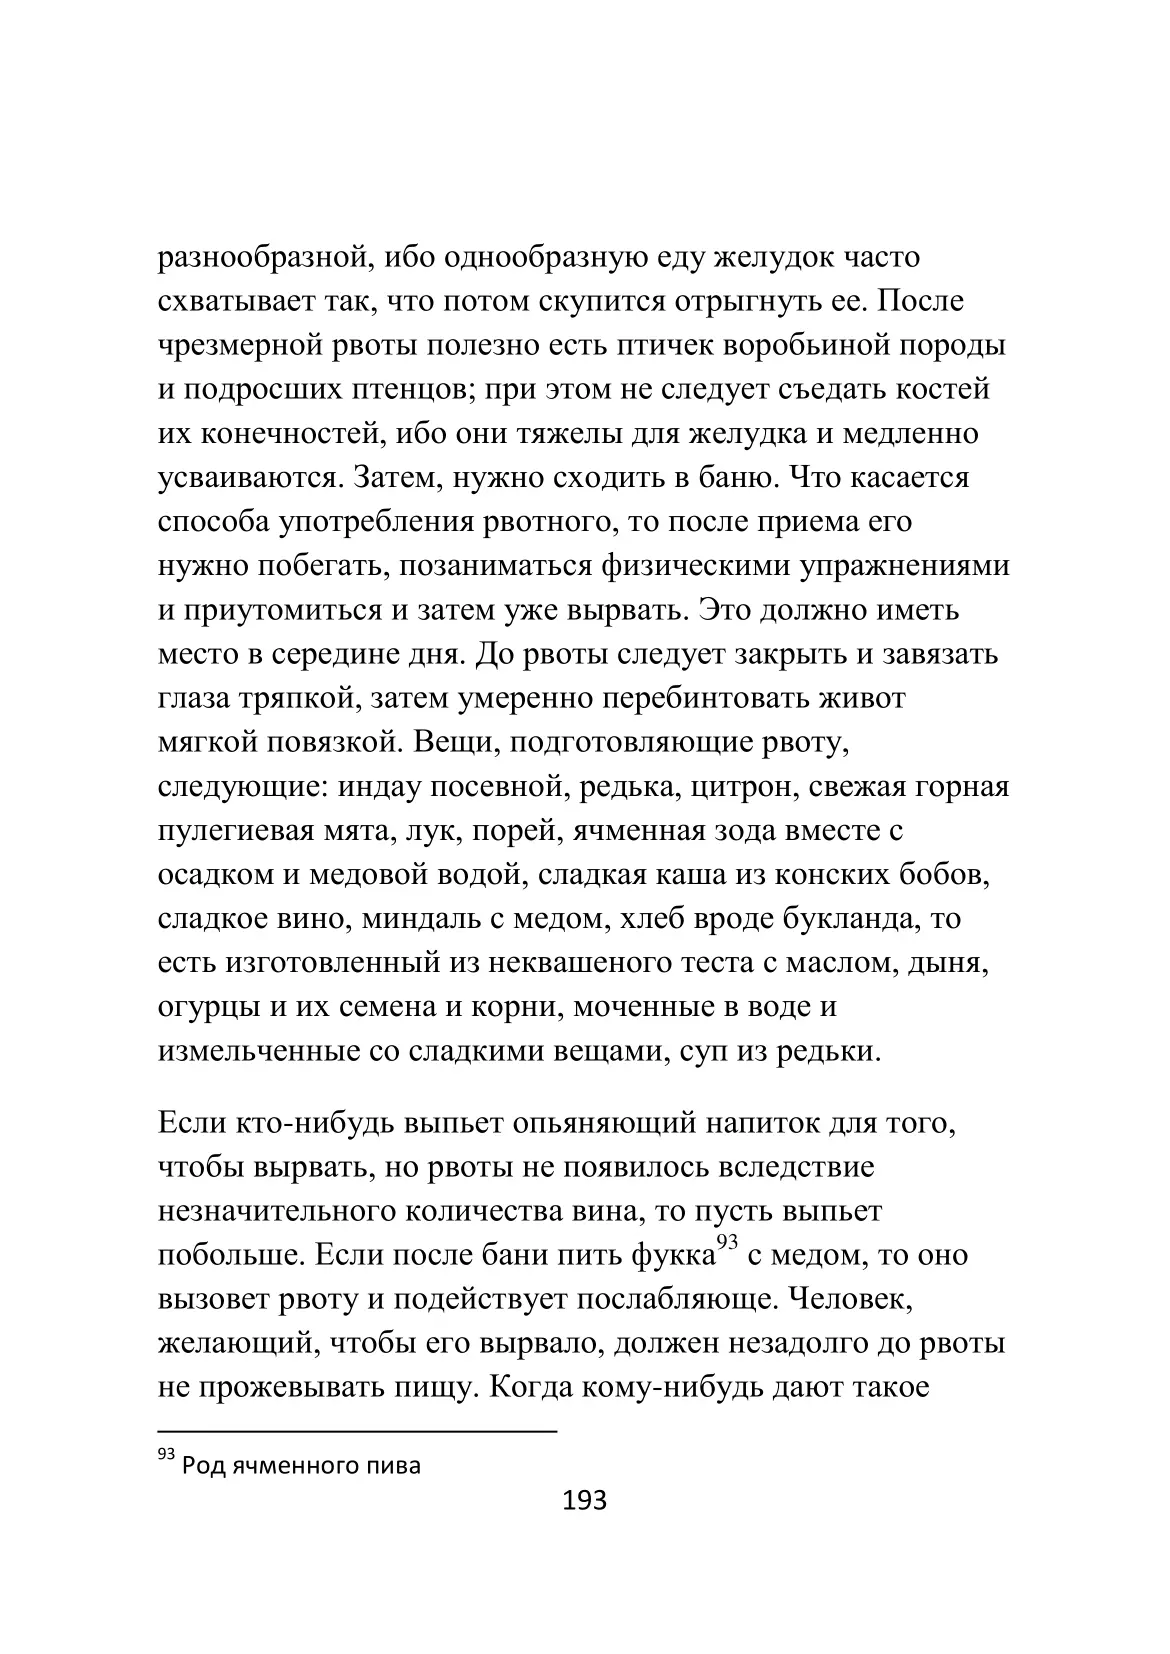 разнообразной, ибо однообразную еду желудок часто
схватывает так, что потом скупится отрыгнуть ее. После
чрезмерной рвоты полезно есть птичек воробьиной породы
и подросших птенцов; при этом не следует съедать костей
их конечностей, ибо они тяжелы для желудка и медленно
усваиваются. Затем, нужно сходить в баню. Что касается
способа употребления рвотного, то после приема его
нужно побегать, позаниматься физическими упражнениями
и приутомиться и затем уже вырвать. Это должно иметь
место в середине дня. До рвоты следует закрыть и завязать
глаза тряпкой, затем умеренно перебинтовать живот
мягкой повязкой. Вещи, подготовляющие рвоту,
следующие: индау посевной, редька, цитрон, свежая горная
пулегиевая мята, лук, порей, ячменная зода вместе с
осадком и медовой водой, сладкая каша из конских бобов,
сладкое вино, миндаль с медом, хлеб вроде букланда, то
есть изготовленный из неквашеного теста с маслом, дыня,
огурцы и их семена и корни, моченные в воде и
измельченные со сладкими вещами, суп из редьки.
Если кто-нибудь выпьет опьяняющий напиток для того,
чтобы вырвать, но рвоты не появилось вследствие
незначительного количества вина, то пусть выпьет
побольше. Если после бани пить фукка93 с медом, то оно
вызовет рвоту и подействует послабляюще. Человек,
желающий, чтобы его вырвало, должен незадолго до рвоты
не прожевывать пищу. Когда кому-нибудь дают такое
93 Род ячменного пива
193